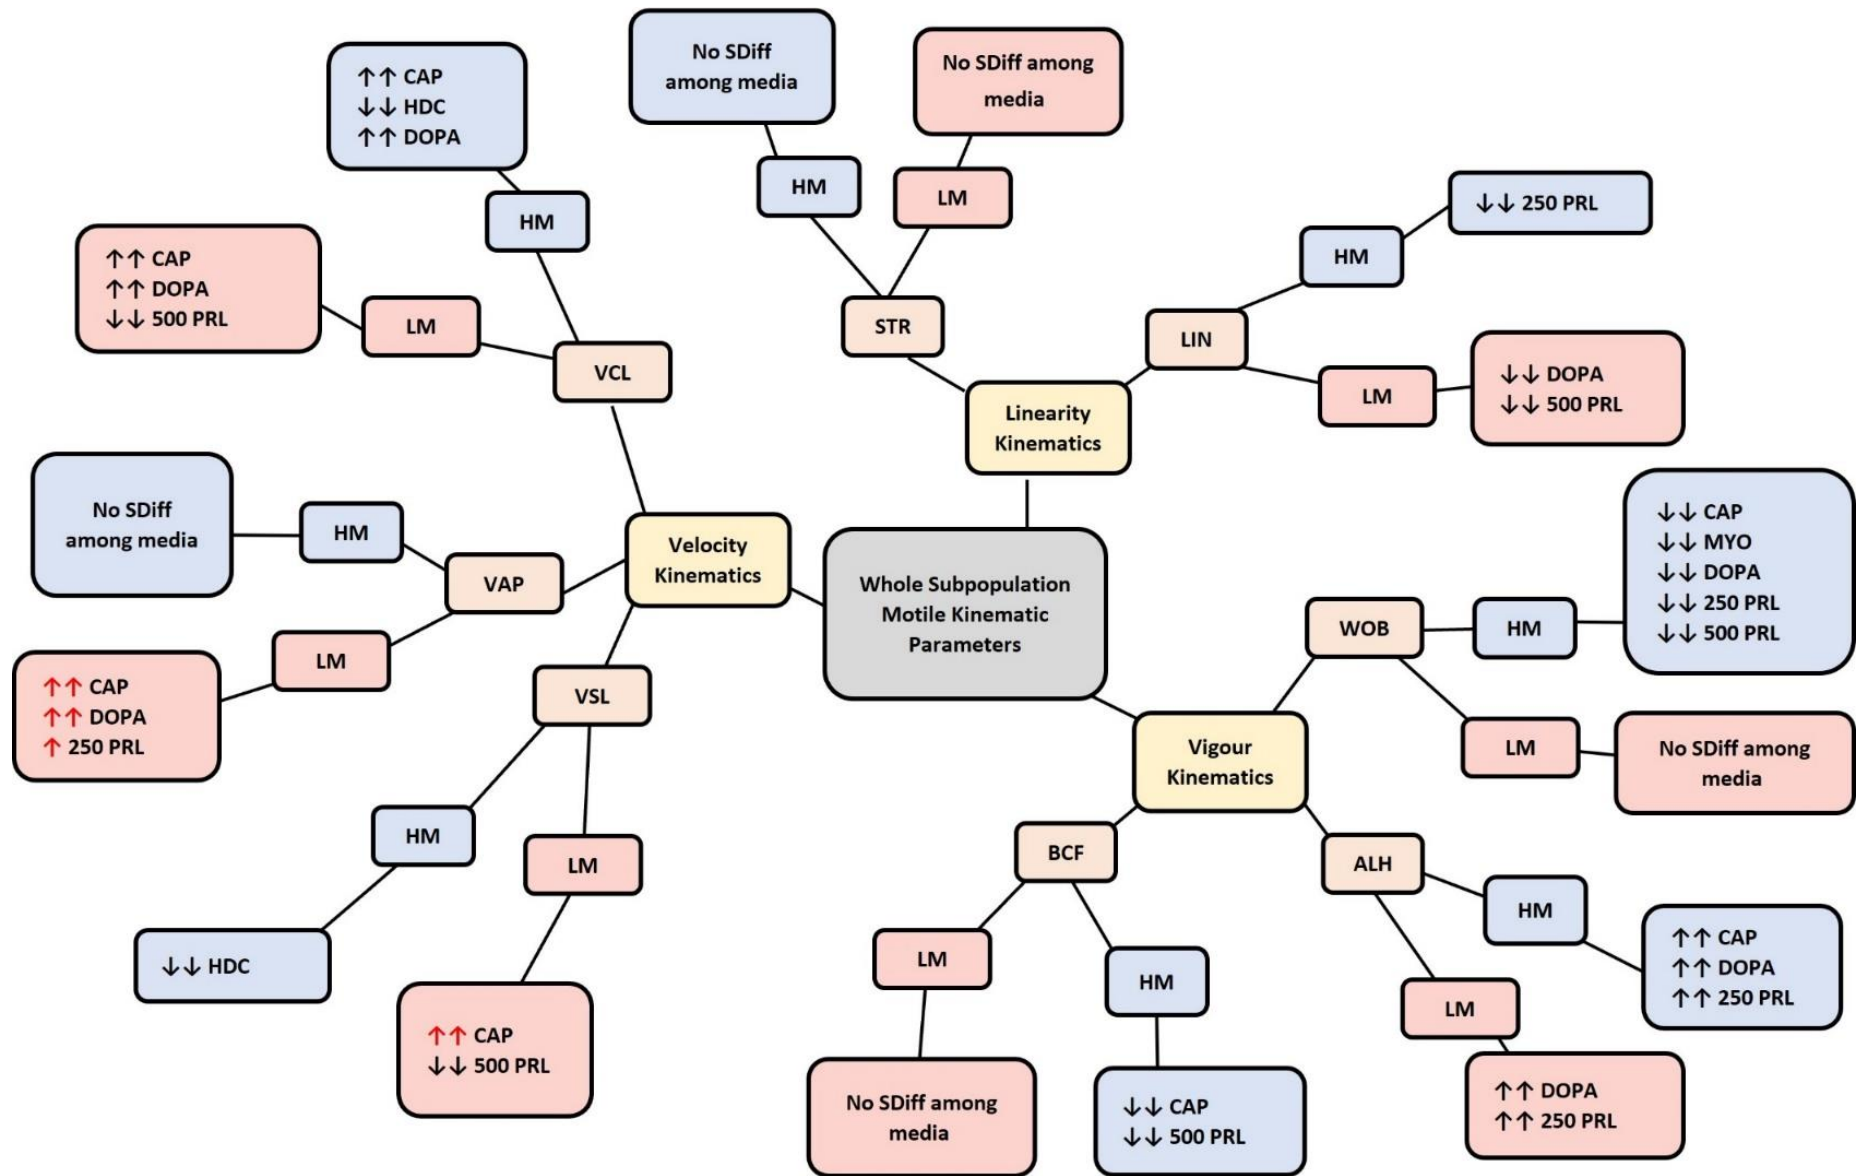 Whole Subpopulation
Motile Kinematic
Parameters
Velocity
Kinematics
VCL
HM
↑↑ CAP
↓↓ HDC
↑↑ DOPA
LM
↑↑ CAP
↑↑ DOPA
↓↓ 500 PRL
VAP
HM
No SDiff
among media
LM
↑↑ CAP
↑↑ DOPA
↑ 250 PRL
VSL
HM
↓↓ HDC
LM
↑↑ CAP
↓↓ 500 PRL
Linearity
Kinematics
STR
HM
No SDiff
among media
LM
No SDiff among
media
LIN
HM
↓↓ 250 PRL
LM
↓↓ DOPA
↓↓ 500 PRL
Vigour
Kinematics
WOB
HM
↓↓ CAP
↓↓ MYO
↓↓ DOPA
↓↓ 250 PRL
↓↓ 500 PRL
LM
No SDiff among
media
ALH
HM
↑↑ CAP
↑↑ DOPA
↑↑ 250 PRL
LM
↑↑ DOPA
↑↑ 250 PRL
BCF
LM
No SDiff among
media
HM
↓↓ CAP
↓↓ 500 PRL